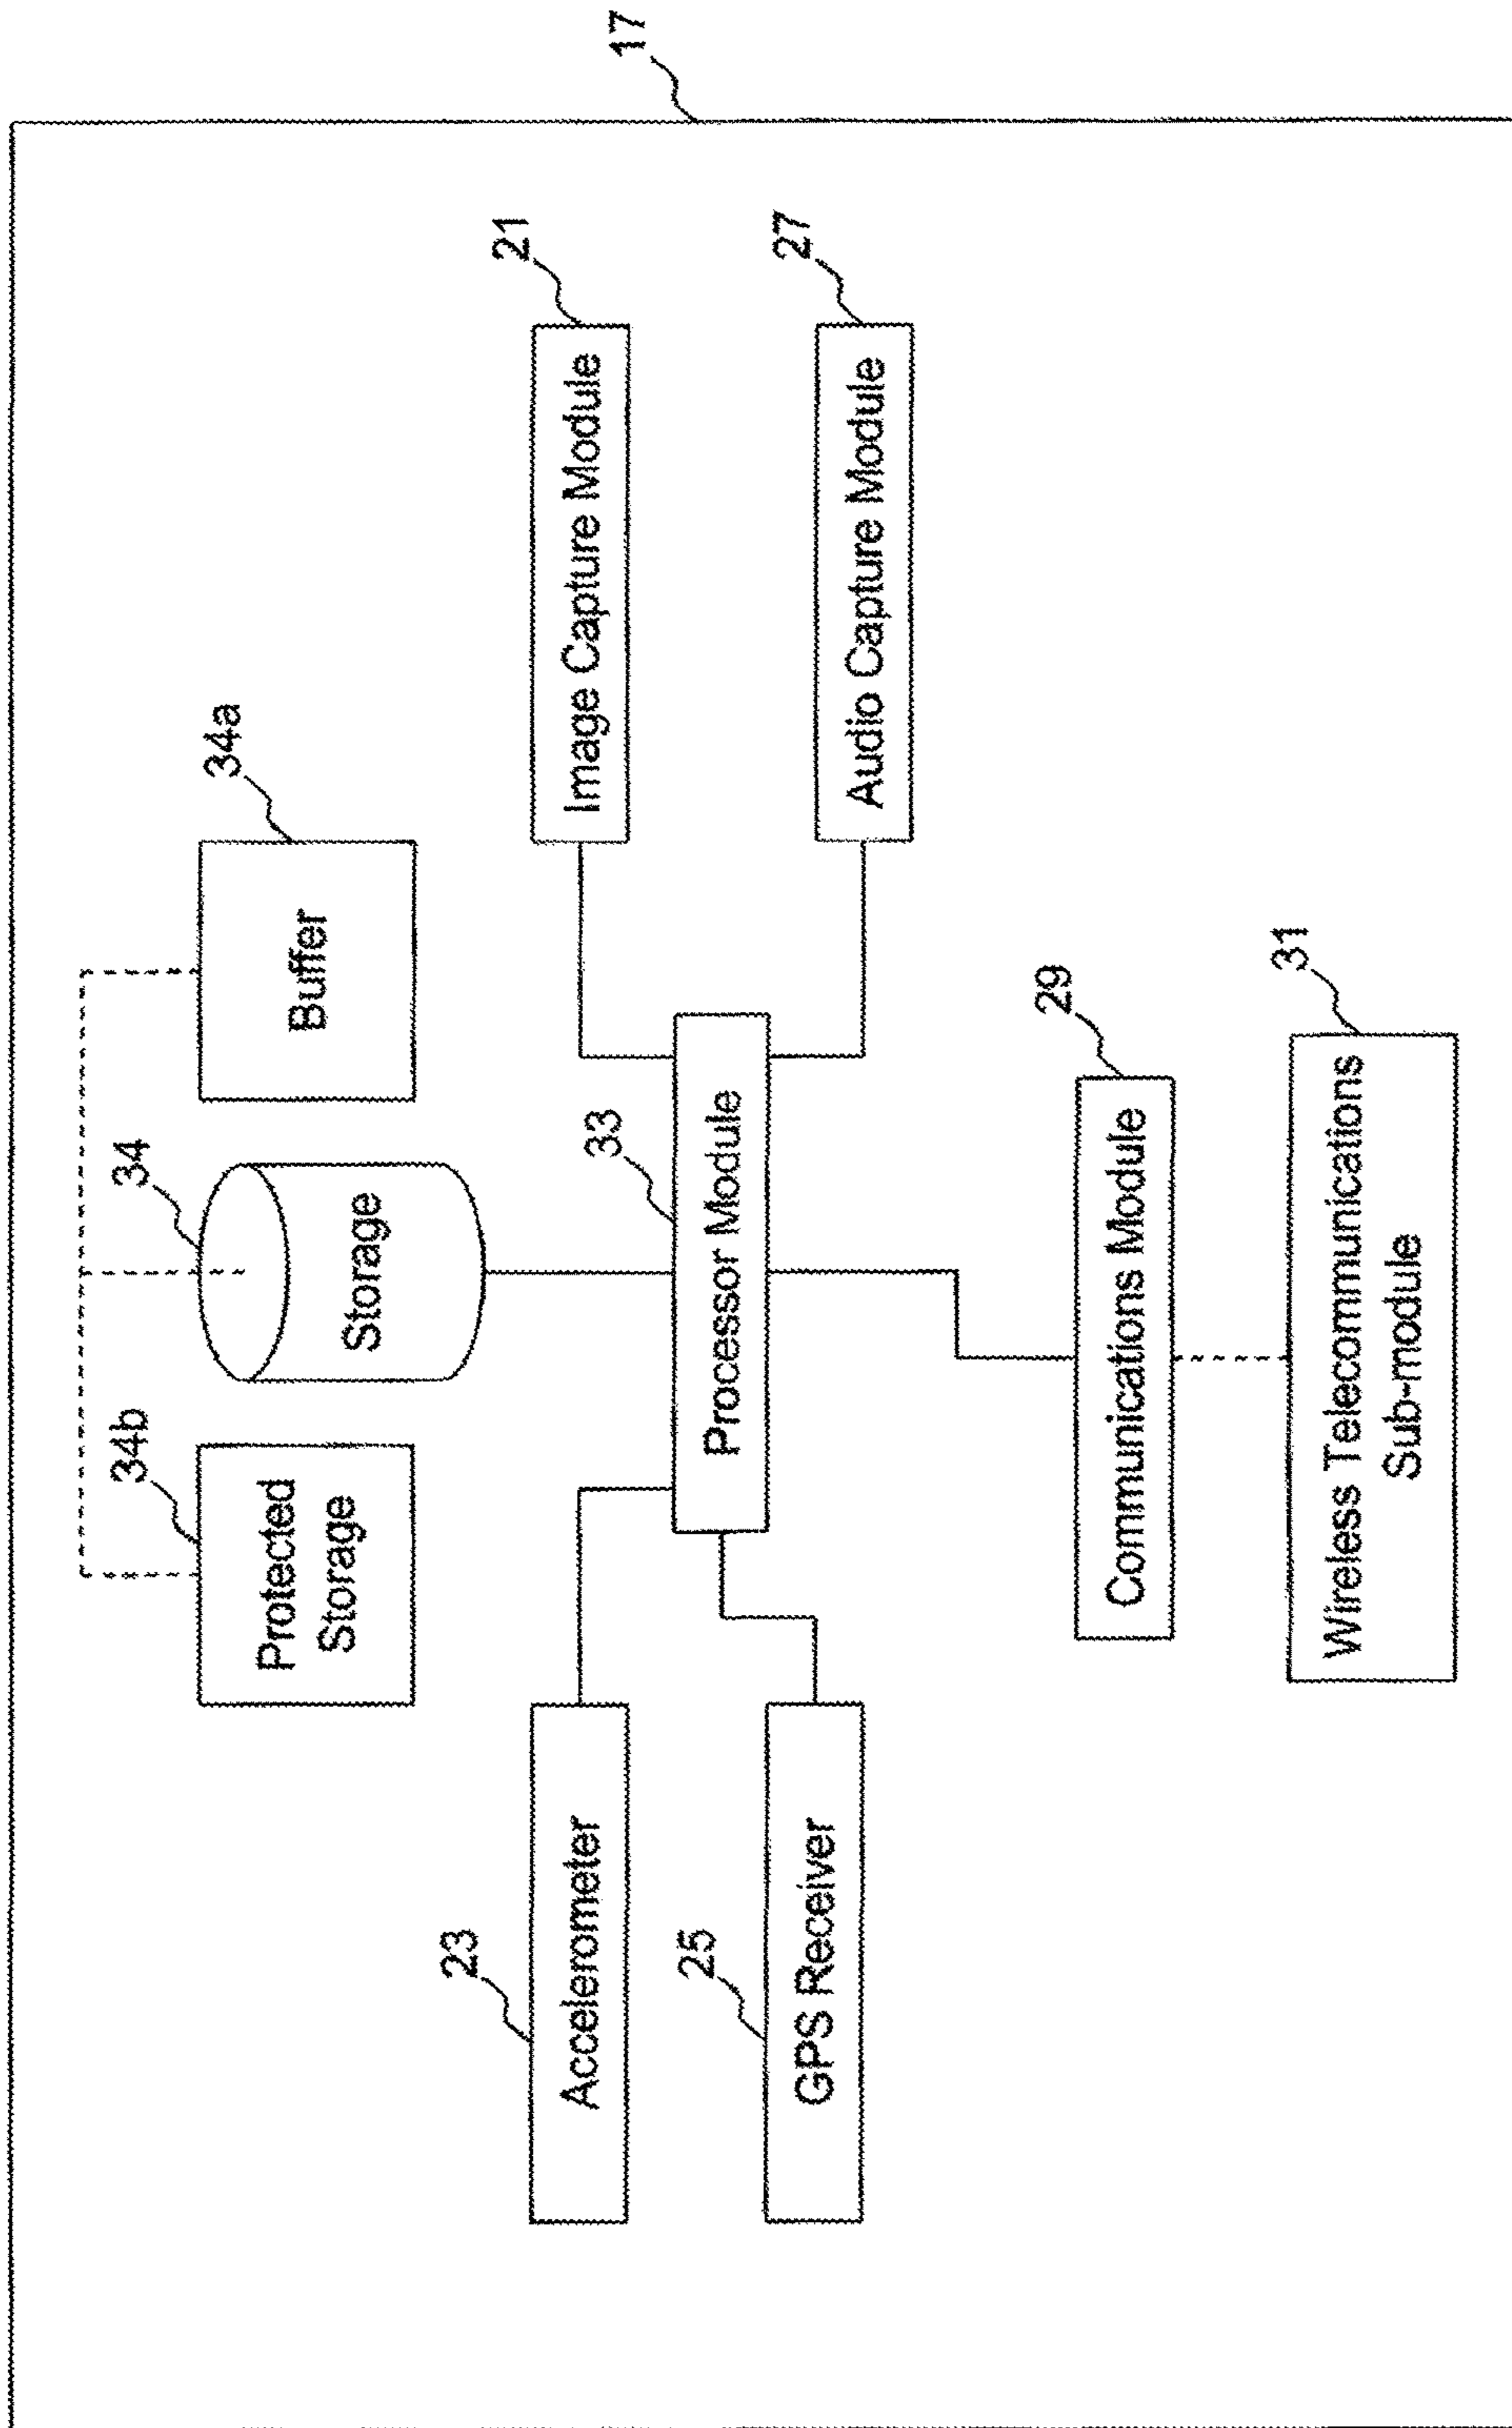 17
34b
34
34a
Protected
Storage
Storage
Buffer
23
Accelerometer
21
Image Capture Module
33
Processor Module
25
GPS Receiver
27
Audio Capture Module
29
Communications Module
31
Wireless Telecommunications
Sub-module